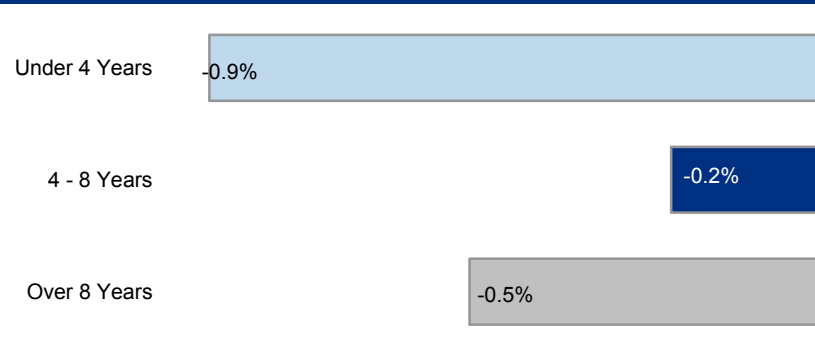 Under 4 Years -0.9%
4 - 8 Years -0.2%
Over 8 Years -0.5%